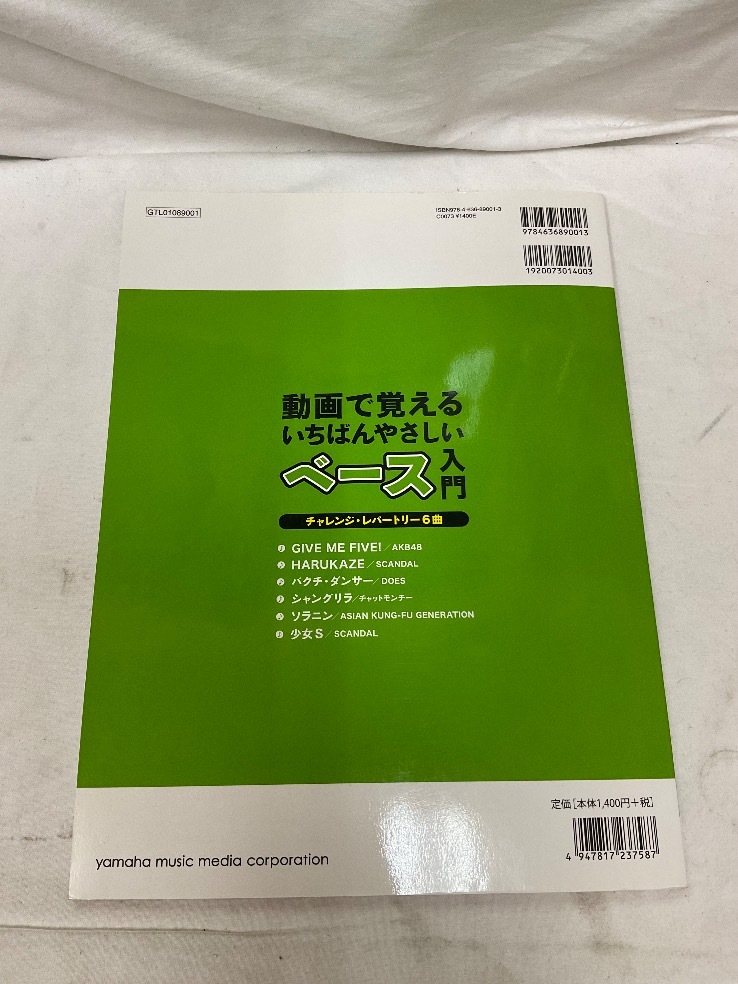 GTL01089001
ISBN978-4-636-89001-3
C0073 ¥1400E
9784636890013
1920073014003
動画で覚える
いちばんやさしい
ベース入門
チャレンジ・レパートリー6曲
GIVE ME FIVE!/AKB48
HARUKAZE/SCANDAL
バクチ・ダンサー/DOES
シャングリラ/チャットモンチー
ソラニン/ASIAN KUNG-FU GENERATION
少女S/SCANDAL
定価[本体1,400円+税]
4 947817 237587
yamaha music media corporation